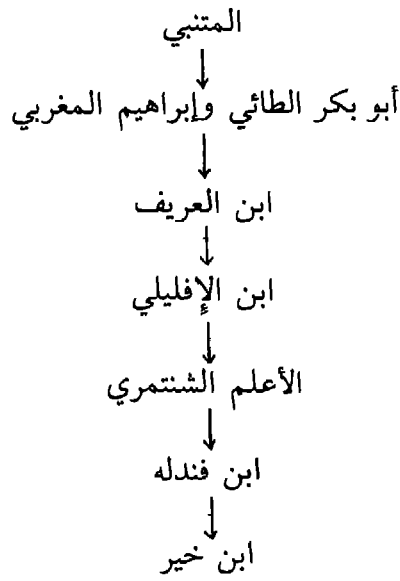 المتنبي
أبو بكر الطائي وإبراهيم المغربي
ابن العريف
ابن الإفليلي
الأعلم الشنتمري
ابن فندله
ابن خير